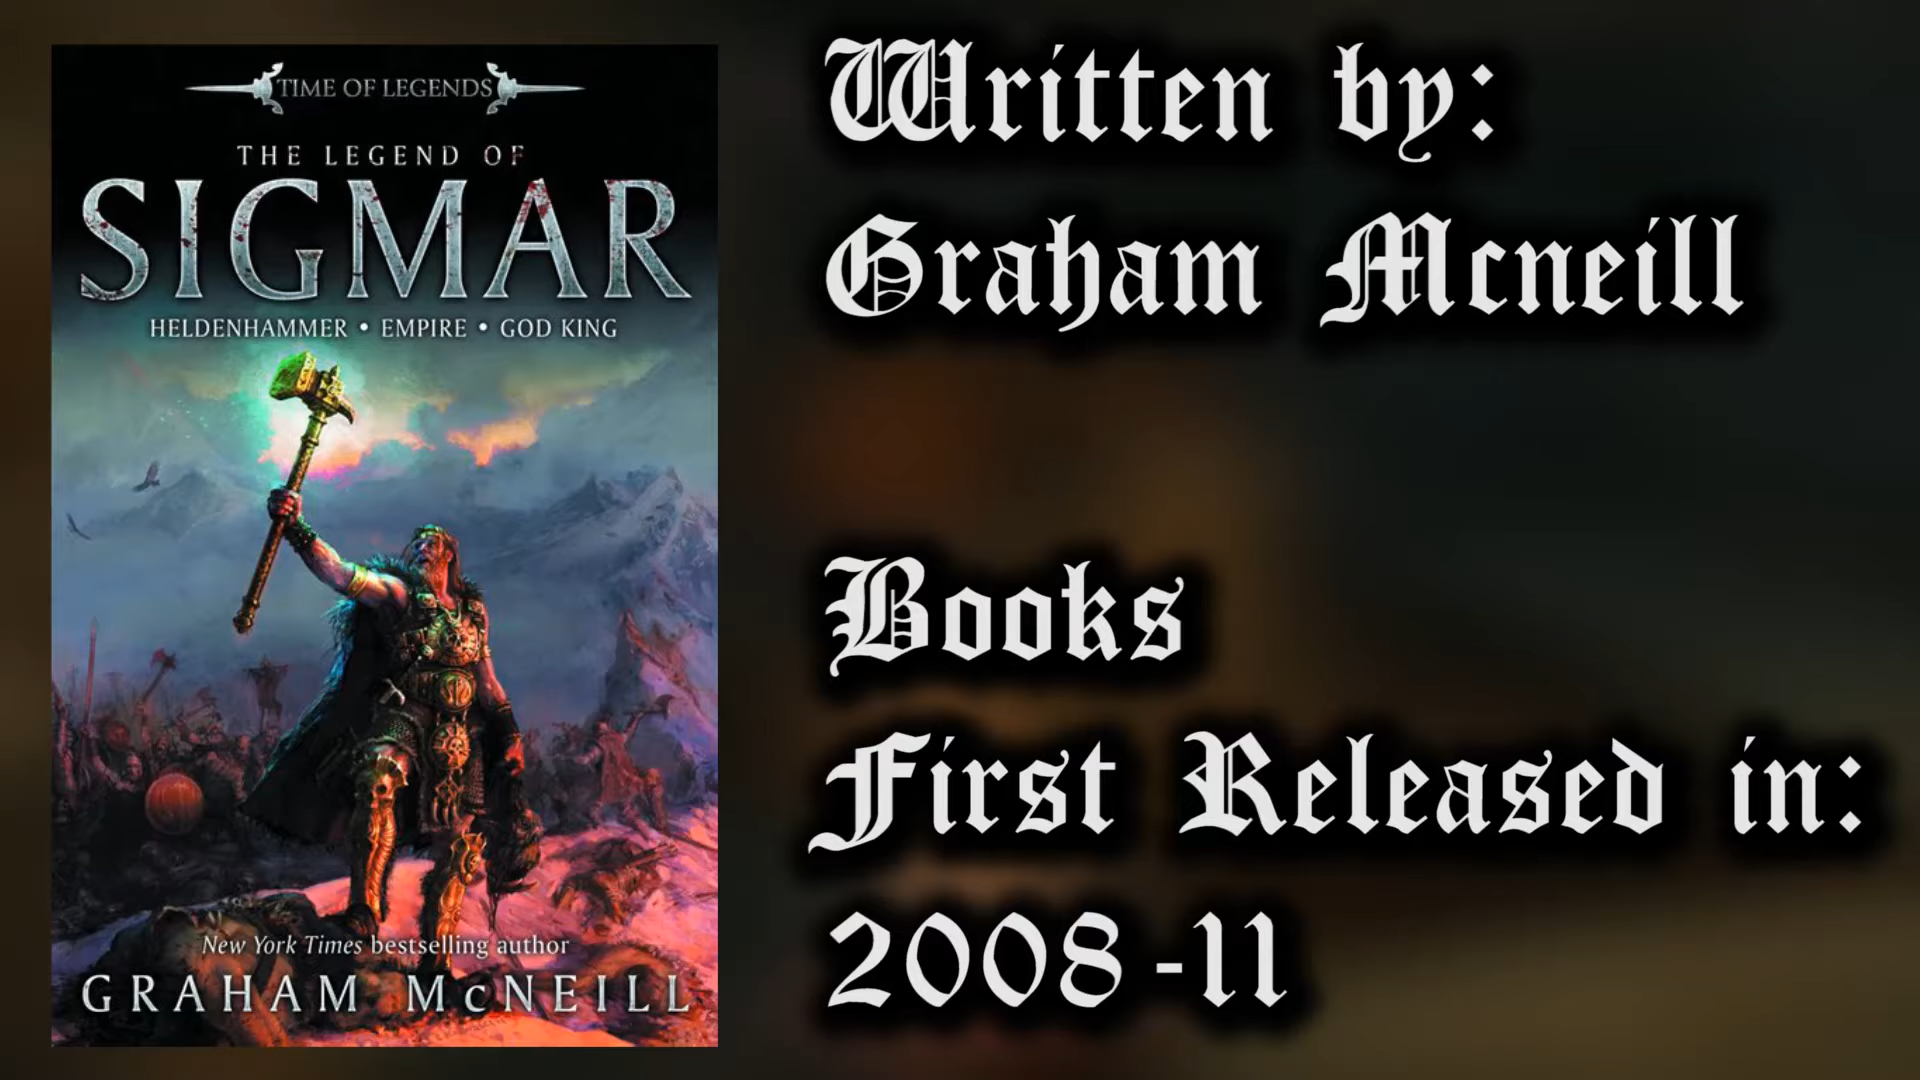 TIME OF LEGENDS
THE LEGEND OF
SIGMAR
HELDENHAMMER • EMPIRE • GOD KING
New York Times bestselling author
GRAHAM McNEILL
Written by:
Graham Mcneill
Books
First Released in:
2008-11